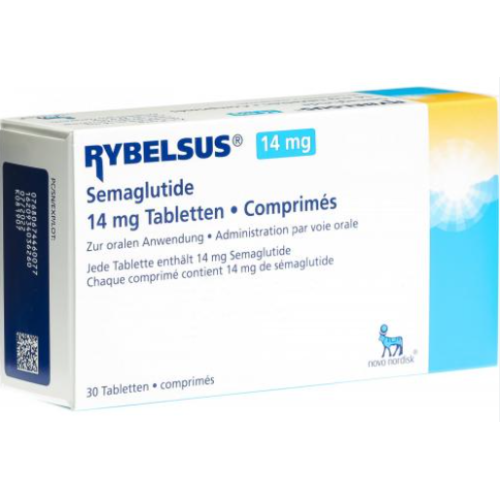 RYBELSUS® 14 mg
Semaglutide
14 mg Tabletten • Comprimés
Zur oralen Anwendung • Administration par voie orale
Jede Tablette enthält 14 mg Semaglutid
Chaque comprimé contient 14 mg de sémaglutide
novo nordisk®
30 Tabletten • comprimés